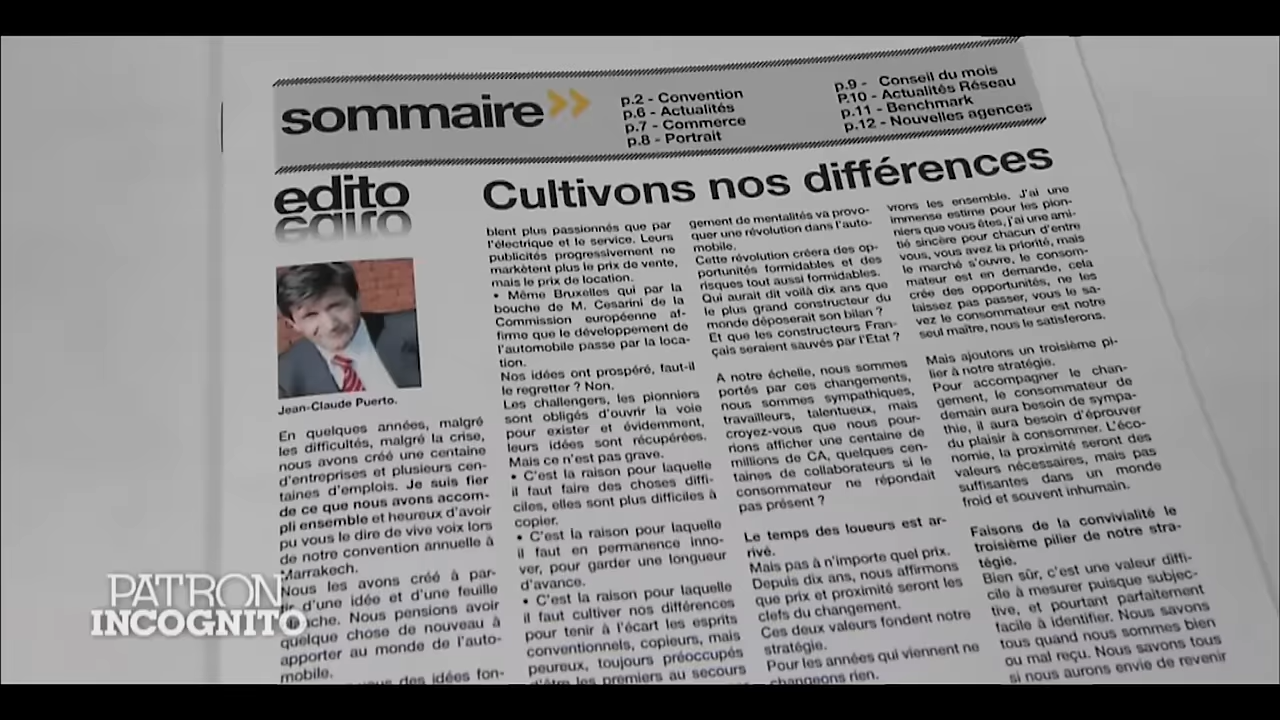 sommaire>>
p.2 - Convention
p.6 - Actualités
p.7 - Commerce
p.8 - Portrait
p.9 - Conseil du mois
P.10 - Actualités Réseau
p.11 - Benchmark
p.12 - Nouvelles agences
edito
Jean-Claude Puerto.
En quelques années, malgré
les difficultés, malgré la crise,
nous avons créé une centaine
d'entreprises et plusieurs cen-
taines d'emplois. Je suis fier
de ce que nous avons accom-
pli ensemble et heureux d'avoir
pu vous le dire de vive voix lors
de notre convention annuelle à
Marrakech.
Nous les avons créé à par-
d'une idée et d'une feuille
Nous pensions avoir
quelque chose de nouveau à
apporter au monde de l'auto-
mobile.
des idées fon-
Cultivons nos différences
blent plus passionnés que par
l'électrique et le service. Leurs
publicités progressivement ne
markètent plus le prix de vente,
mais le prix de location.
• Même Bruxelles qui par la
bouche de M. Cesarini de la
Commission européenne af-
firme que le développement de
l'automobile passe par la loca-
tion.
Nos idées ont prospéré, faut-il
le regretter ? Non.
Les challengers, les pionniers
sont obligés d'ouvrir la voie
pour exister et évidemment,
leurs idées sont récupérées.
Mais ce n'est pas grave.
• C'est la raison pour laquelle
il faut faire des choses diffi-
ciles, elles sont plus difficiles à
copier.
• C'est la raison pour laquelle
il faut en permanence inno-
ver, pour garder une longueur
d'avance.
• C'est la raison pour laquelle
il faut cultiver nos différences
pour tenir à l'écart les esprits
conventionnels, copieurs, mais
peureux, toujours préoccupés
d'être les premiers au secours
gement de mentalités va provo-
quer une révolution dans l'auto-
mobile.
Cette révolution créera des op-
portunités formidables et des
risques tout aussi formidables.
Qui aurait dit voilà dix ans que
le plus grand constructeur du
monde déposerait son bilan ?
Et que les constructeurs Fran-
çais seraient sauvés par l'Etat ?
A notre échelle, nous sommes
portés par ces changements,
nous sommes sympathiques,
travailleurs, talentueux, mais
croyez-vous que nous pour-
rions afficher une centaine de
millions de CA, quelques cen-
taines de collaborateurs si le
consommateur ne répondait
pas présent ?
Le temps des loueurs est ar-
rivé.
Mais pas à n'importe quel prix.
Depuis dix ans, nous affirmons
que prix et proximité seront les
clefs du changement.
Ces deux valeurs fondent notre
stratégie.
Pour les années qui viennent ne
changeons rien.
vrons les ensemble. J'ai une
immense estime pour les pion-
niers que vous êtes, j'ai une ami-
tié sincère pour chacun d'entre
vous, vous avez la priorité, mais
le marché s'ouvre, le consom-
mateur est en demande, cela
crée des opportunités, ne les
laissez pas passer, vous le sa-
vez le consommateur est notre
seul maître, nous le satisferons.
Mais ajoutons un troisième pi-
lier à notre stratégie.
Pour accompagner le chan-
gement, le consommateur de
demain aura besoin de sympa-
thie, il aura besoin d'éprouver
du plaisir à consommer. L'éco-
nomie, la proximité seront des
valeurs nécessaires, mais pas
suffisantes dans un monde
froid et souvent inhumain.
Faisons de la convivialité le
troisième pilier de notre stra-
tégie.
Bien sûr, c'est une valeur diffi-
cile à mesurer puisque subjec-
tive, et pourtant parfaitement
facile à identifier. Nous savons
tous quand nous sommes bien
ou mal reçu. Nous savons tous
si nous aurons envie de revenir
PATRON
INCOGNITO